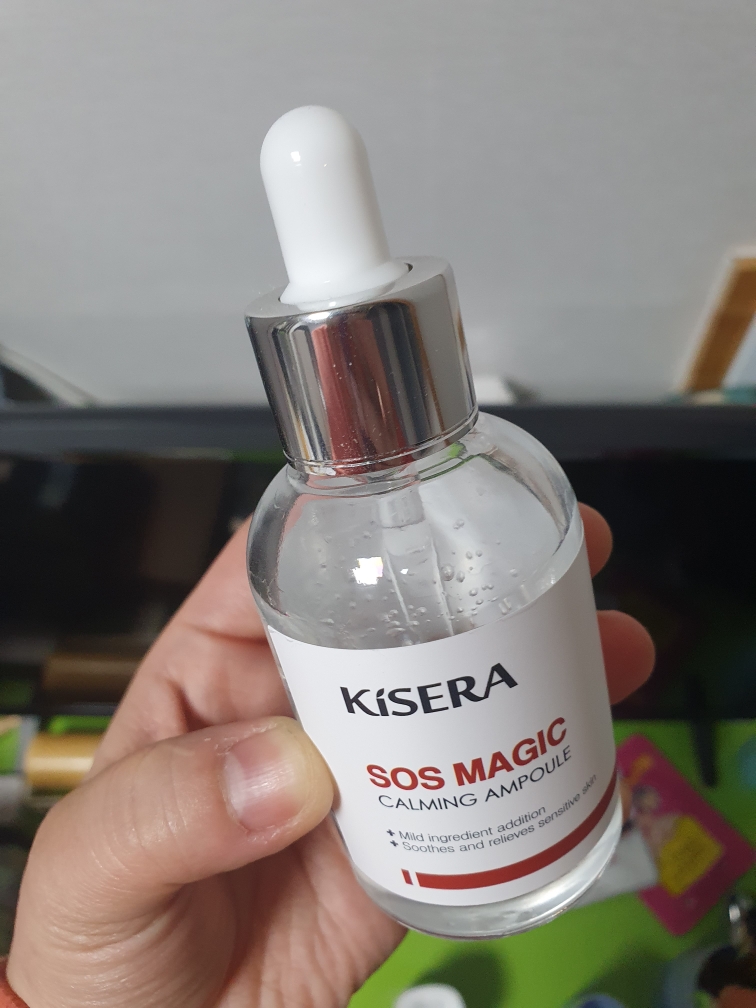 KiSERA
SOS MAGIC
CALMING AMPOULE
+ Mild ingredient addition
+ Soothes and relieves sensitive skin